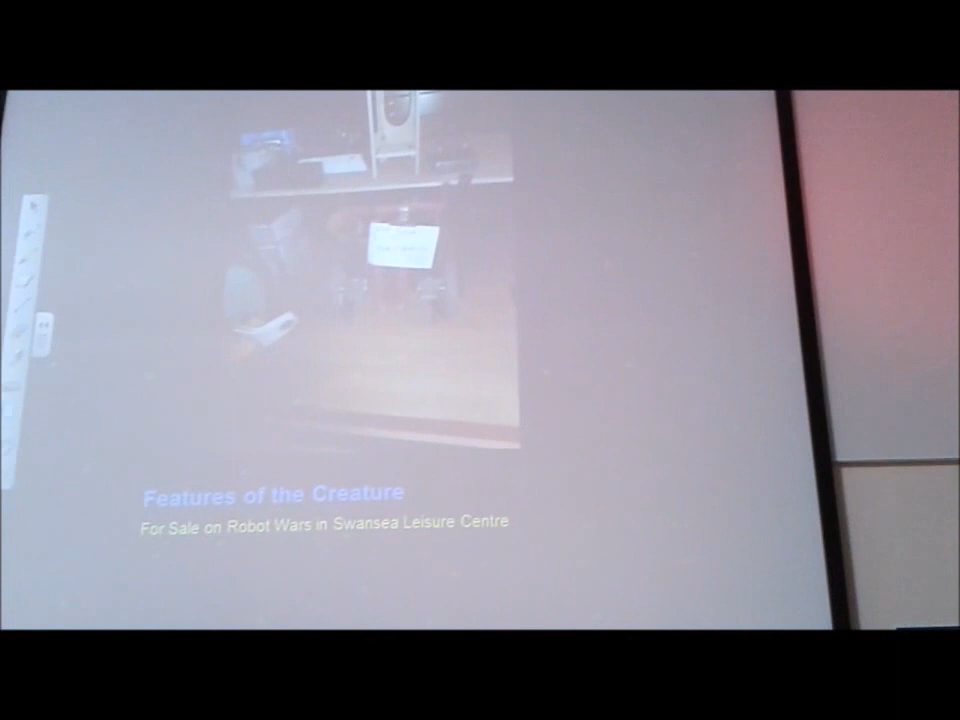 Features of the Creature
For Sale on Robot Wars in Swansea Leisure Centre